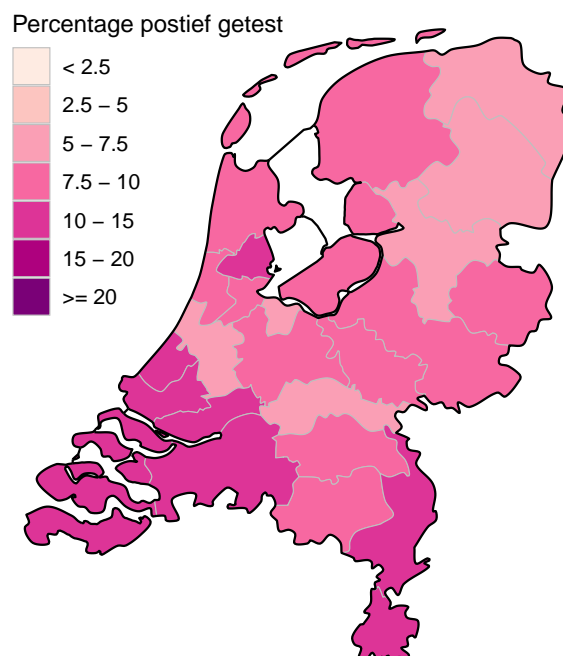 Percentage postief getest
< 2.5
2.5 – 5
5 – 7.5
7.5 – 10
10 – 15
15 – 20
>= 20